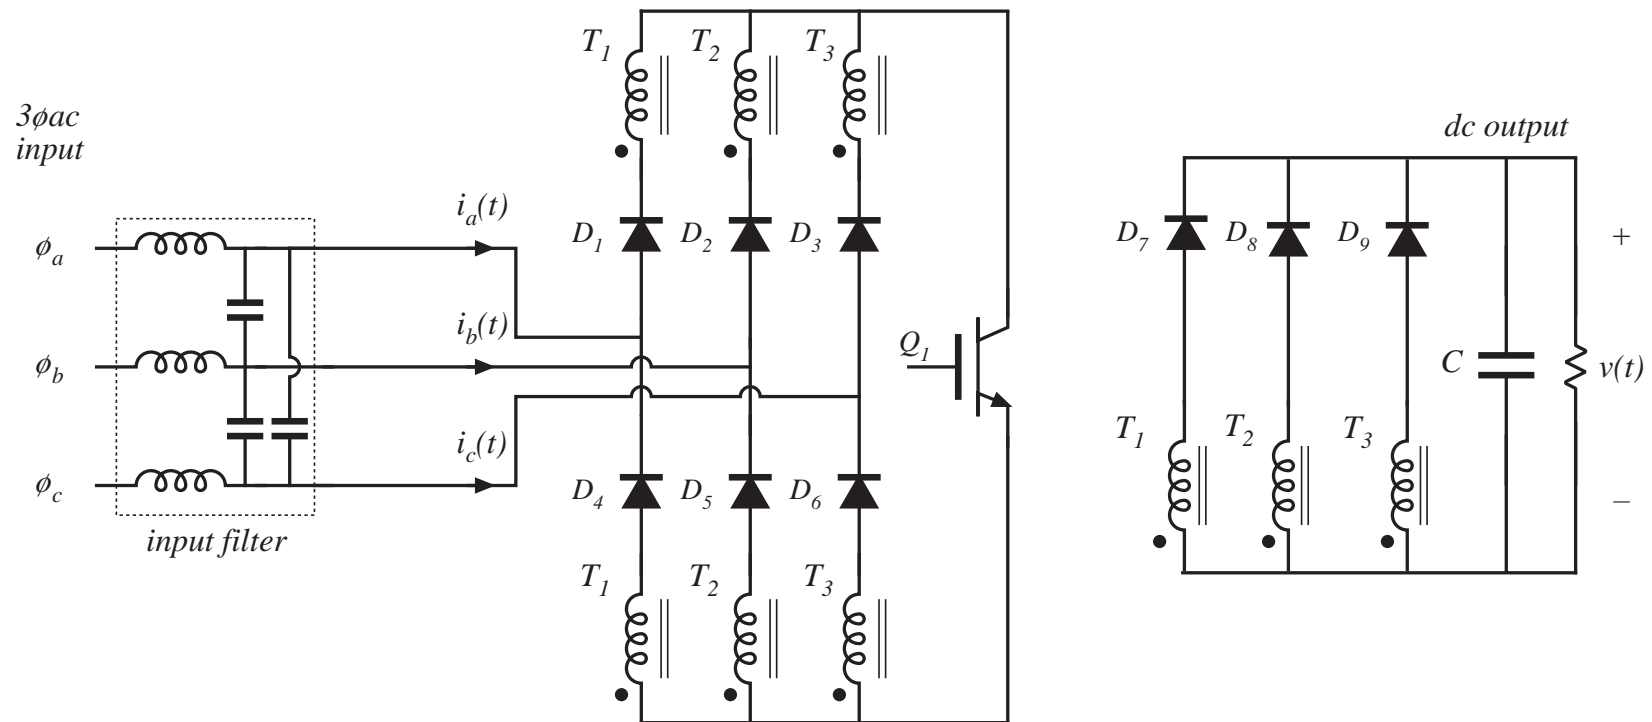 T1 T2 T3
3ϕac
input
dc output
ia(t)
D1 D2 D3
D7 D8 D9
+
ϕa
ib(t)
Q1
ϕb
C
v(t)
ic(t)
T1 T2 T3
ϕc
D4 D5 D6
–
input filter
T1 T2 T3